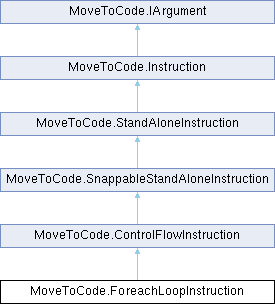 MoveToCode.IArgument
MoveToCode.Instruction
MoveToCode.StandAloneInstruction
MoveToCode.SnappableStandAloneInstruction
MoveToCode.ControlFlowInstruction
MoveToCode.ForeachLoopInstruction